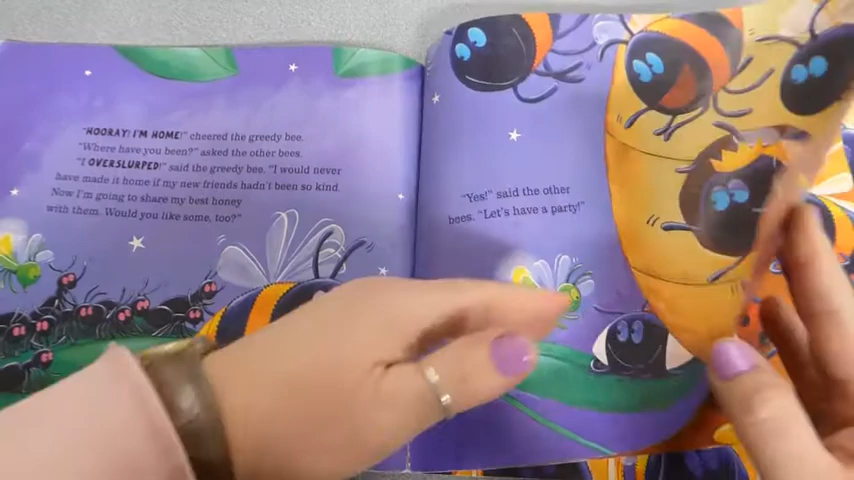 "HOORAY! I'M HOME!" cheered the greedy bee.
"Where have you been?" asked the other bees.
"I OVERSLURPED!" said the greedy bee. "I would never
have made it home if my new friends hadn't been so kind.
Now I'm going to share my best honey
with them. Would you like some, too?"
"Yes!" said the other
bees. "Let's have a party!"